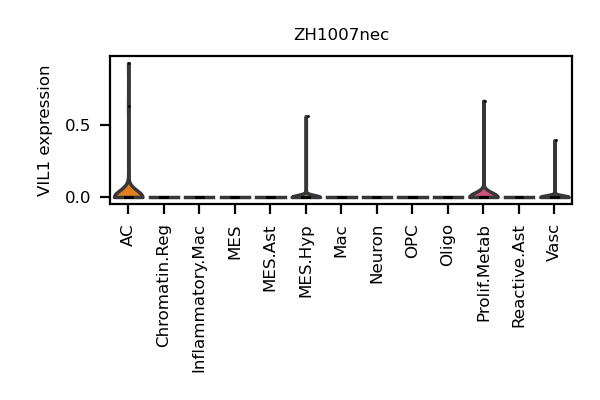 ZH1007nec
VIL1 expression
0.5
0.0
AC
Chromatin.Reg
Inflammatory.Mac
MES
MES.Ast
MES.Hyp
Mac
Neuron
OPC
Oligo
Prolif.Metab
Reactive.Ast
Vasc